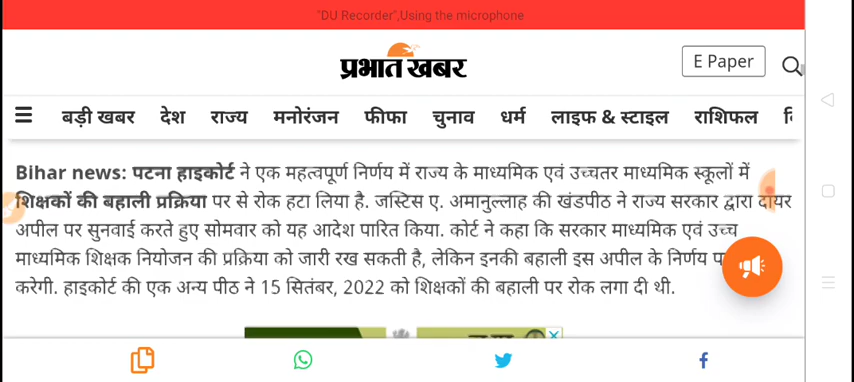 "DU Recorder",Using the microphone
प्रभात खबर
E Paper
बड़ी खबर देश राज्य मनोरंजन फीफा चुनाव धर्म लाइफ & स्टाइल राशिफल
Bihar news: पटना हाइकोर्ट ने एक महत्वपूर्ण निर्णय में राज्य के माध्यमिक एवं उच्चतर माध्यमिक स्कूलों में
शिक्षकों की बहाली प्रक्रिया पर से रोक हटा लिया है. जस्टिस ए. अमानुल्लाह की खंडपीठ ने राज्य सरकार द्वारा दायर
अपील पर सुनवाई करते हुए सोमवार को यह आदेश पारित किया. कोर्ट ने कहा कि सरकार माध्यमिक एवं उच्च
माध्यमिक शिक्षक नियोजन की प्रक्रिया को जारी रख सकती है, लेकिन इनकी बहाली इस अपील के निर्णय
करेगी. हाइकोर्ट की एक अन्य पीठ ने 15 सितंबर, 2022 को शिक्षकों की बहाली पर रोक लगा दी थी.